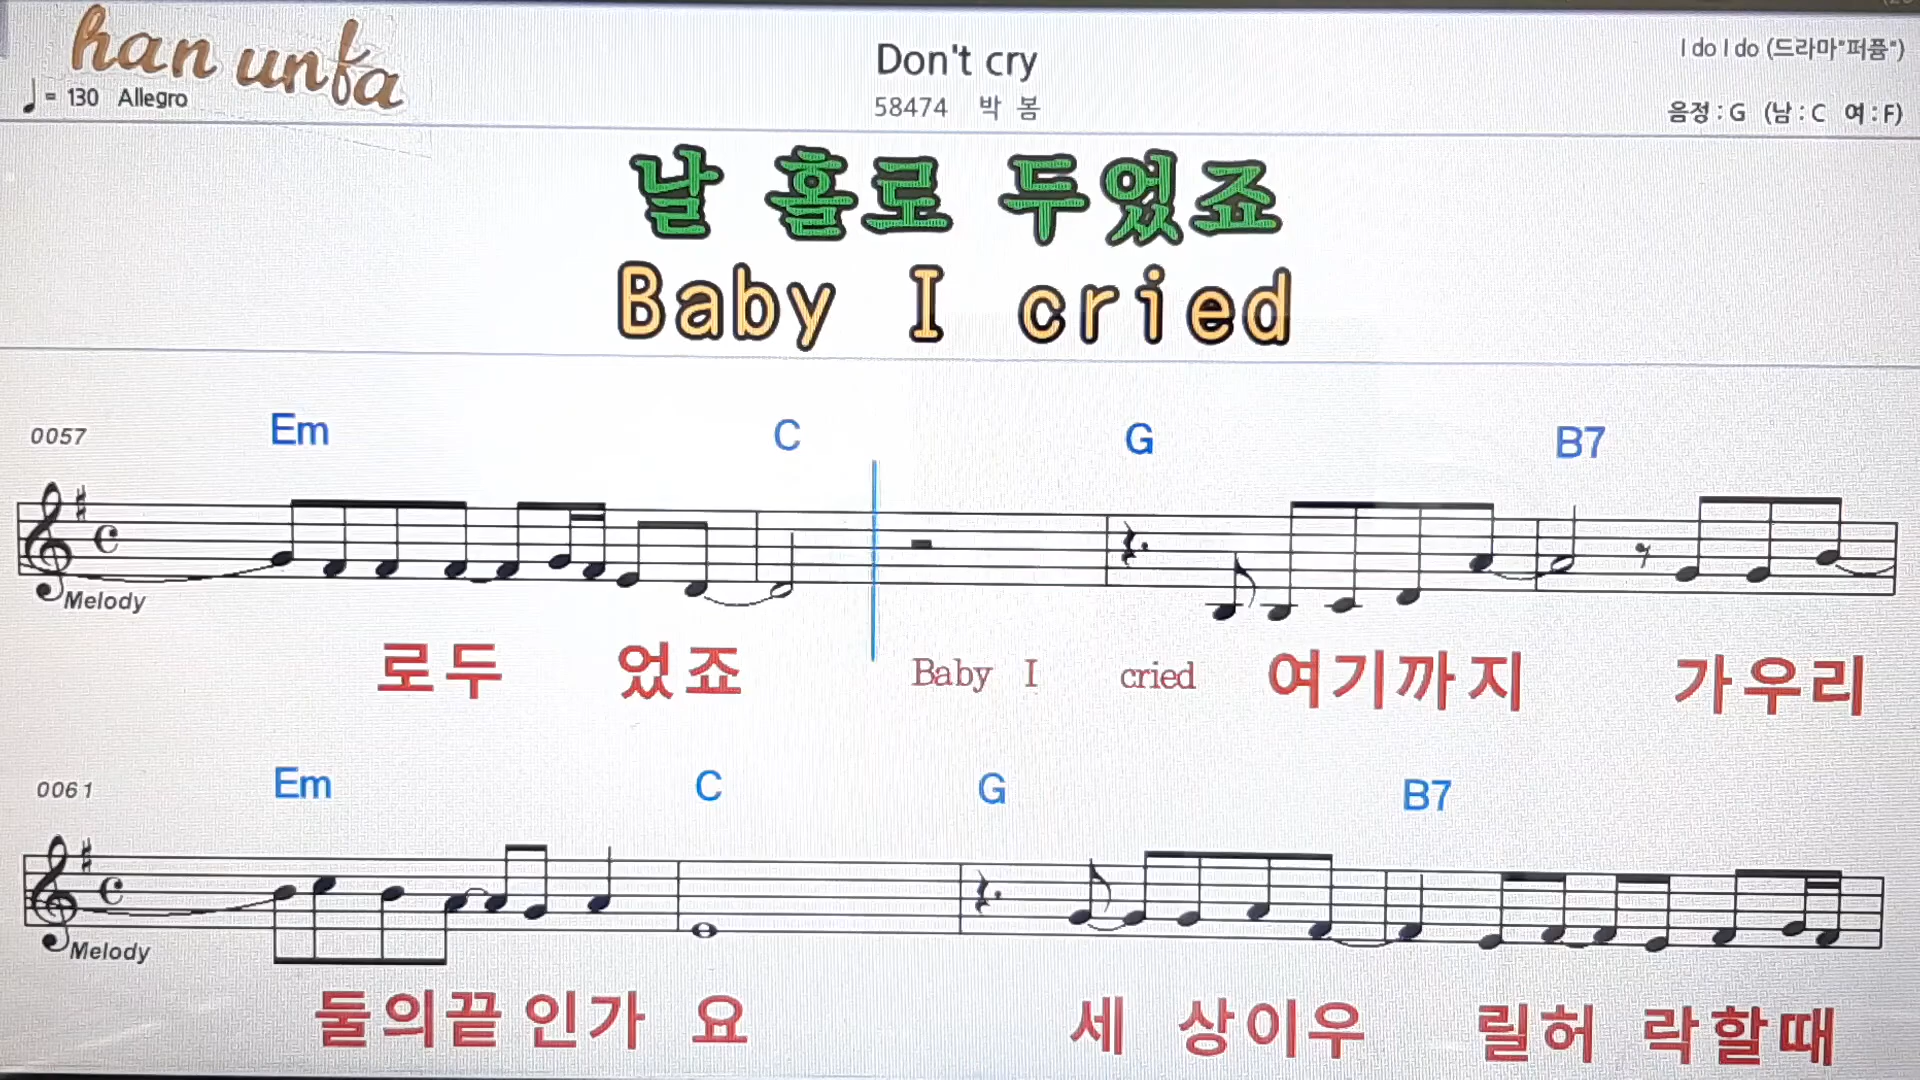 han unfa
Don't cry
I do I do (드라마"퍼퓸")
♩= 130 Allegro
58474 박 봄
음정 : G (남 : C 여 : F)
날 홀로 두었죠
Baby I cried
0057 Em C G B7
Melody
로두 었죠 Baby I cried 여기까지 가우리
0061 Em C G B7
Melody
둘의끝인가 요 세 상이우 릴허 락할때